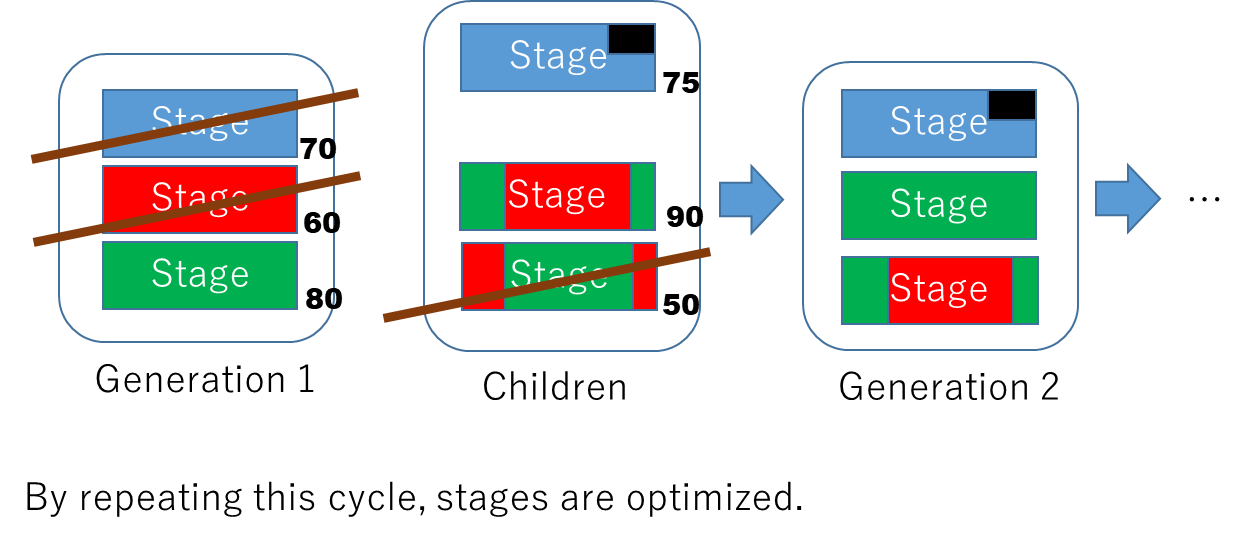 Stage
70
Stage
60
Stage
80
Generation 1
Stage
75
Stage
90
Stage
50
Children
Stage
Stage
Stage
Generation 2
...
By repeating this cycle, stages are optimized.